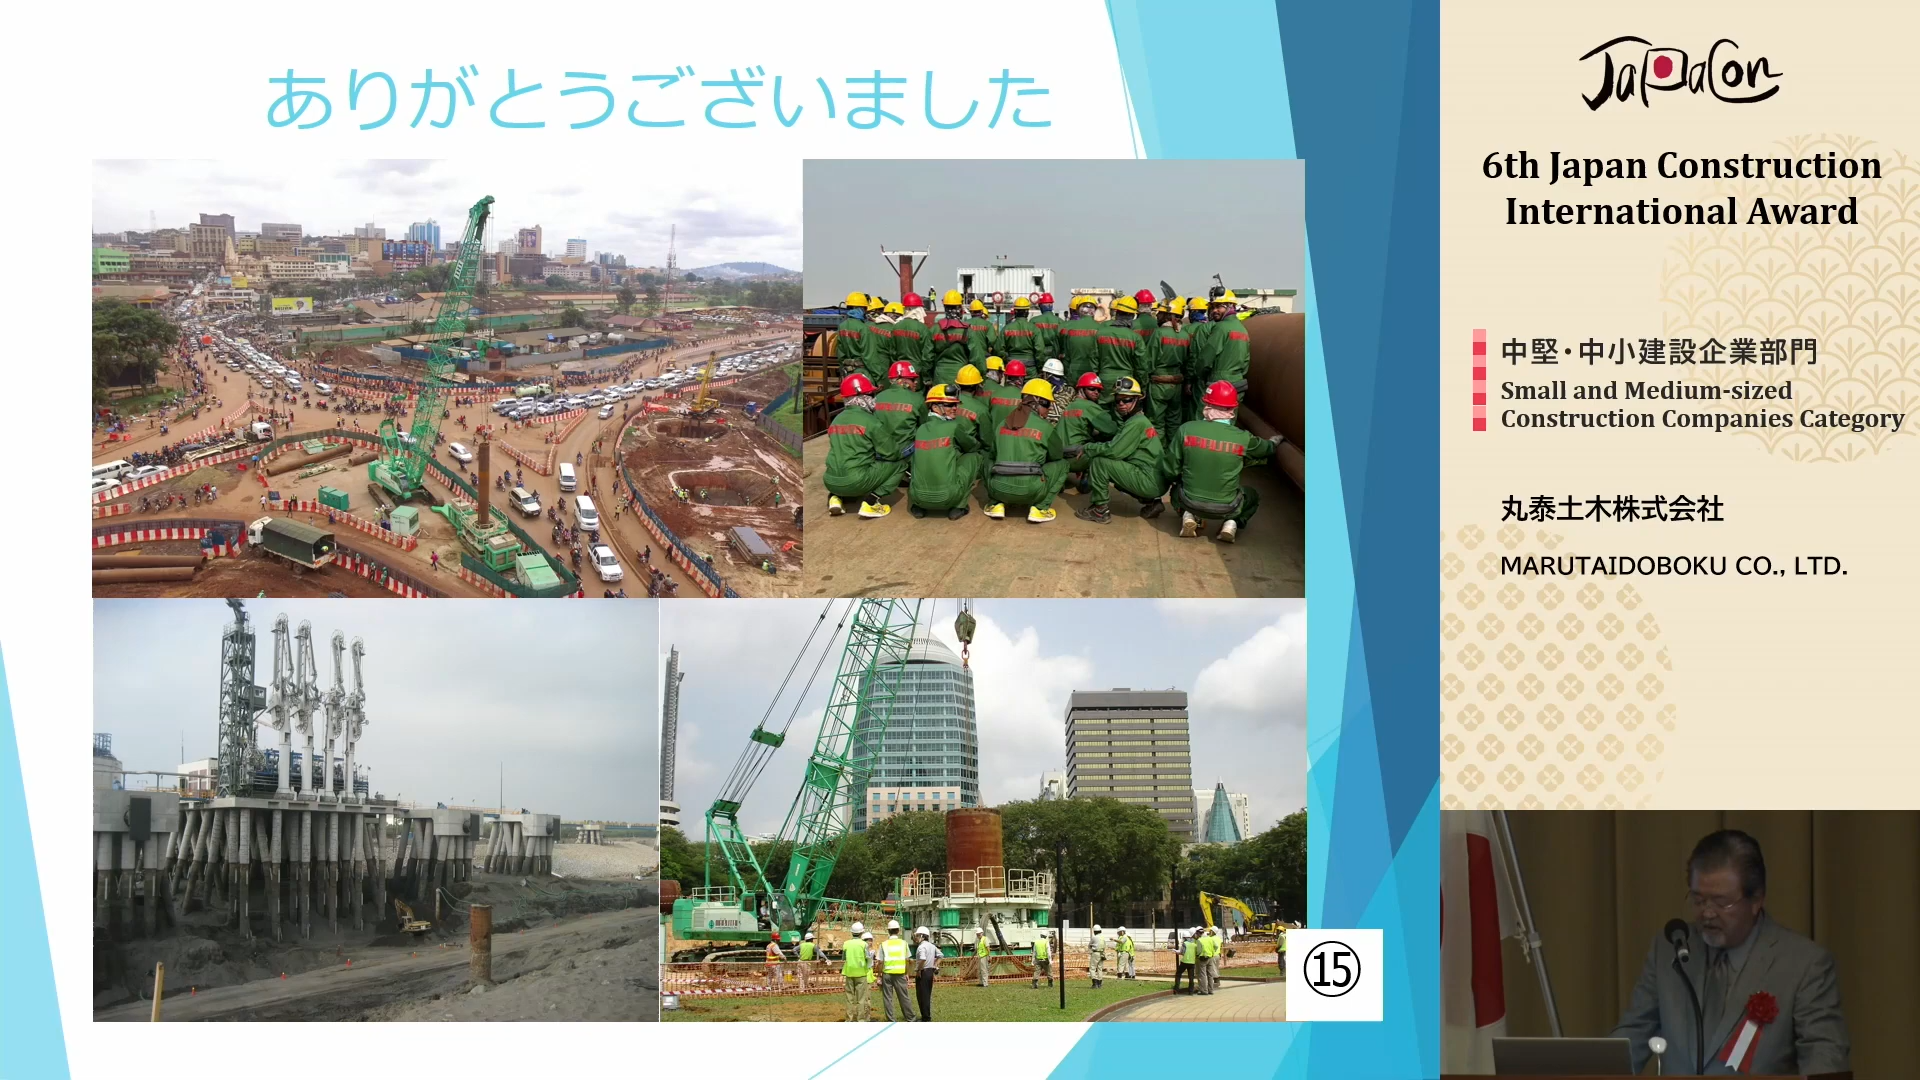 ありがとうございました
⑮
JaPaCon
6th Japan Construction
International Award
中堅・中小建設企業部門
Small and Medium-sized
Construction Companies Category
丸泰土木株式会社
MARUTAIDOBOKU CO., LTD.